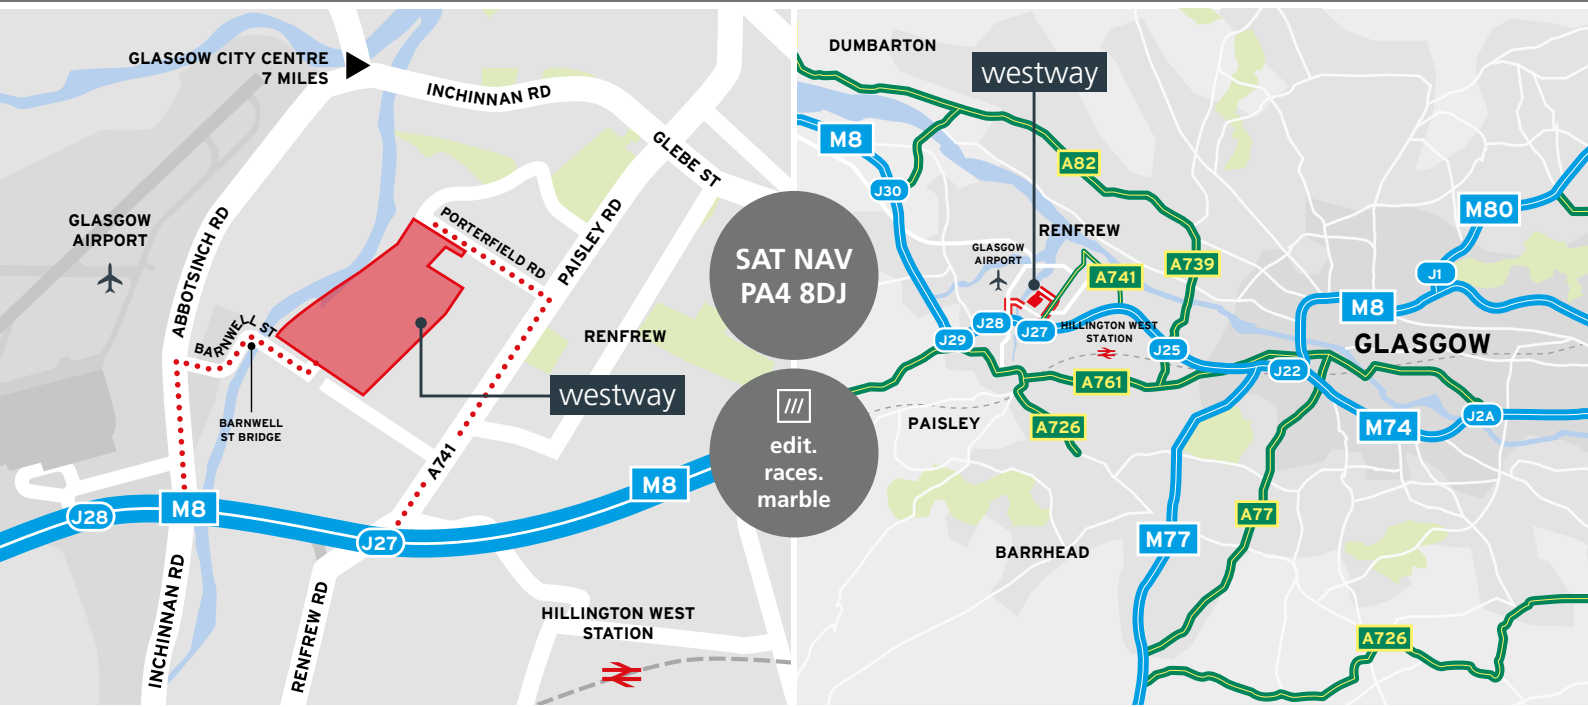 GLASGOW CITY CENTRE
7 MILES
INCHINNAN RD
GLEBE ST
GLASGOW
AIRPORT
ABBOTSINCH RD
PORTERFIELD RD
PAISLEY RD
BARNWELL ST
RENFREW
westway
BARNWELL
ST BRIDGE
A741
M8
M8
J28
J27
INCHINNAN RD
RENFREW RD
HILLINGTON WEST
STATION
SAT NAV
PA4 8DJ
edit.
races.
marble
DUMBARTON
westway
M8
A82
J30
M80
RENFREW
GLASGOW
AIRPORT
A741
A739
J1
M8
J28
J27
HILLINGTON WEST
STATION
J29
J25
GLASGOW
J22
A761
PAISLEY
A726
M74
J2A
A77
M77
BARRHEAD
A726